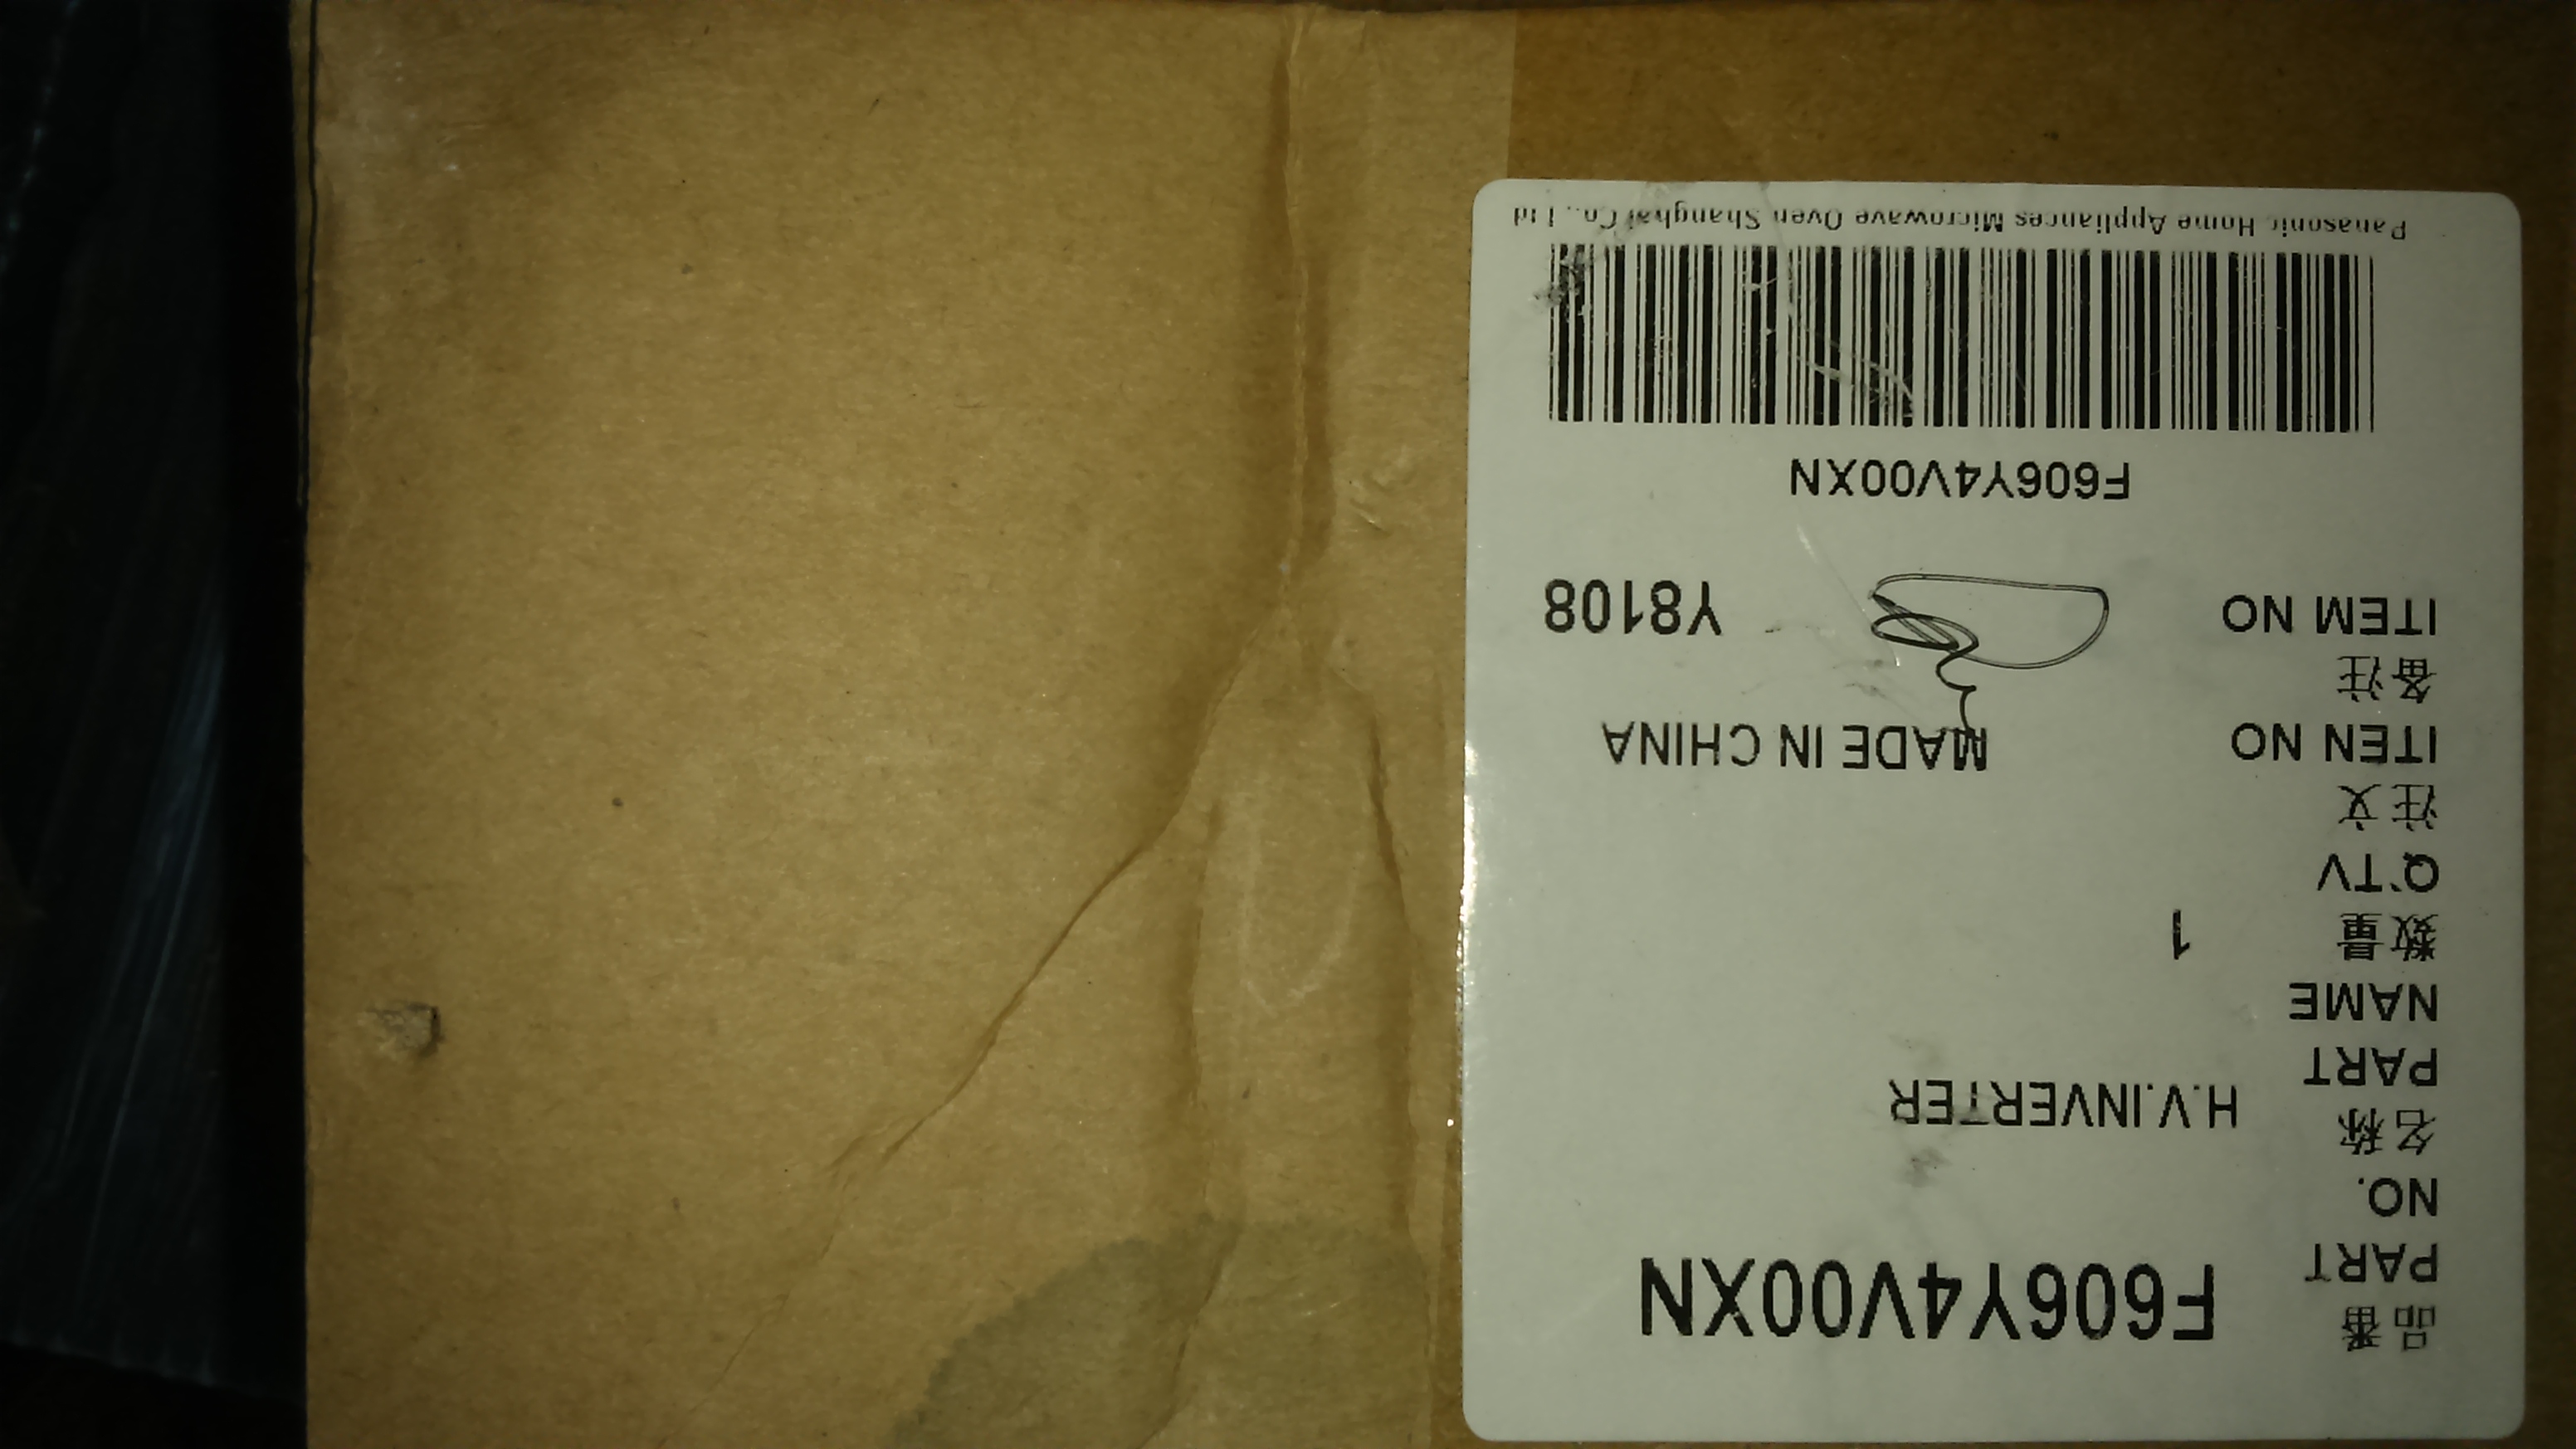 品番 F606Y4V00XN
PART
NO.
名称 H.V.INVERTER
PART
NAME
数量 1
Q`TV
注文
ITEN NO MADE IN CHINA
备注
ITEM NO Y8108
F606Y4V00XN
Panasonic Home Appliances Microwave Oven Shanghai Co., Ltd